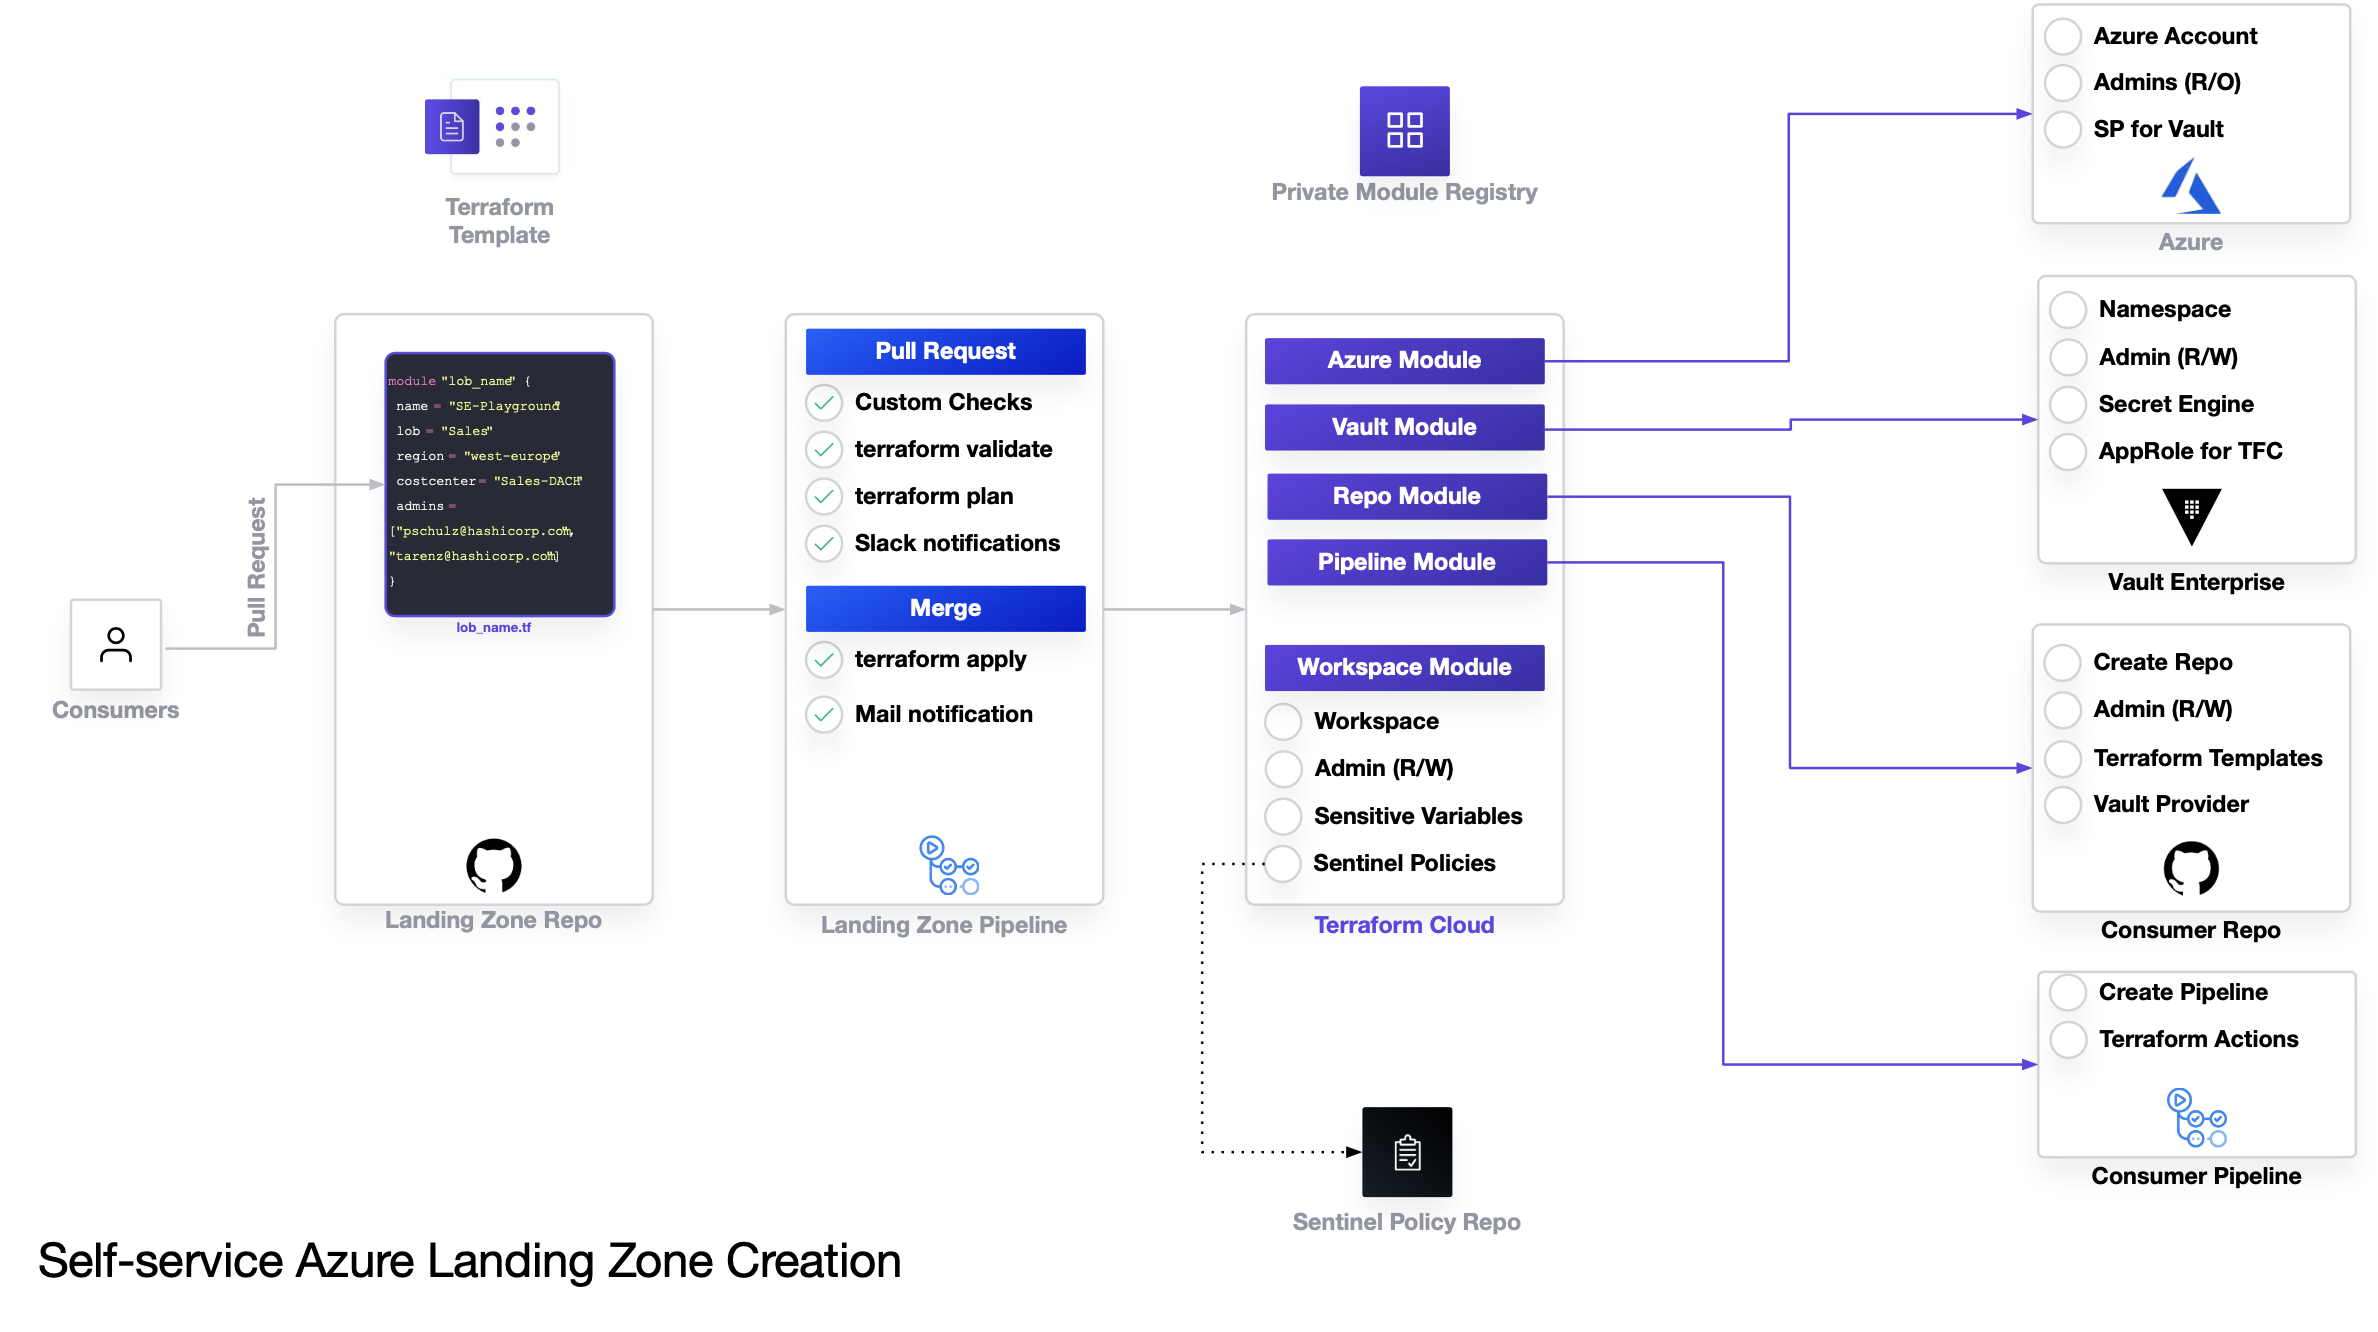 Terraform
Template
Private Module Registry
Azure Account
Admins (R/O)
SP for Vault
Azure
Consumers
Pull Request
module "lob_name" {
name = "SE-Playground"
lob = "Sales"
region = "west-europe"
costcenter= "Sales-DACH"
admins =
["pschulz@hashicorp.com",
"tarenz@hashicorp.com"]
}
lob_name.tf
Landing Zone Repo
Pull Request
Custom Checks
terraform validate
terraform plan
Slack notifications
Merge
terraform apply
Mail notification
Landing Zone Pipeline
Azure Module
Vault Module
Repo Module
Pipeline Module
Workspace Module
Workspace
Admin (R/W)
Sensitive Variables
Sentinel Policies
Terraform Cloud
Namespace
Admin (R/W)
Secret Engine
AppRole for TFC
Vault Enterprise
Create Repo
Admin (R/W)
Terraform Templates
Vault Provider
Consumer Repo
Create Pipeline
Terraform Actions
Consumer Pipeline
Sentinel Policy Repo
Self-service Azure Landing Zone Creation